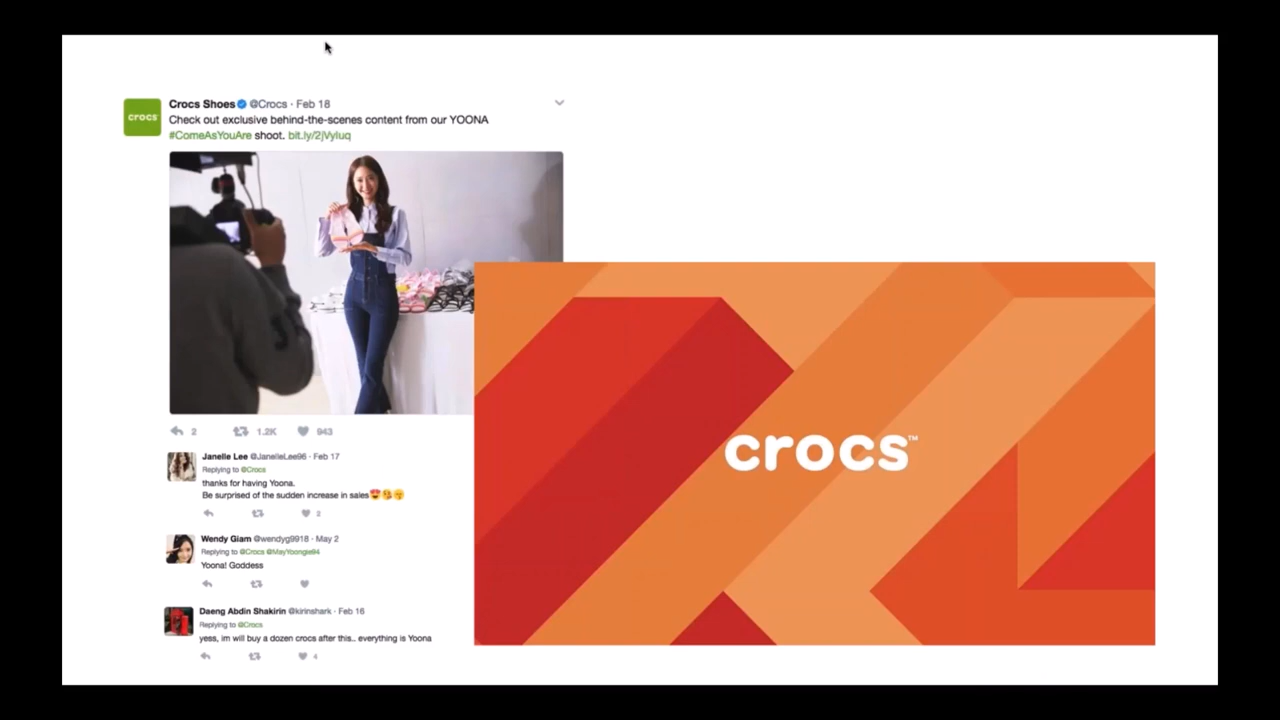 crocs
Crocs Shoes @Crocs · Feb 18
Check out exclusive behind-the-scenes content from our YOONA
#ComeAsYouAre shoot. bit.ly/2jVyIuq
2 1.2K 943
Janelle Lee @JanelleLee96 · Feb 17
Replying to @Crocs
thanks for having Yoona.
Be surprised of the sudden increase in sales😍😘😙
2
Wendy Giam @wendyg9918 · May 2
Replying to @Crocs @MayYoongie94
Yoona! Goddess
Daeng Abdin Shakirin @kirinshark · Feb 16
Replying to @Crocs
yess, im will buy a dozen crocs after this.. everything is Yoona
4
crocs™